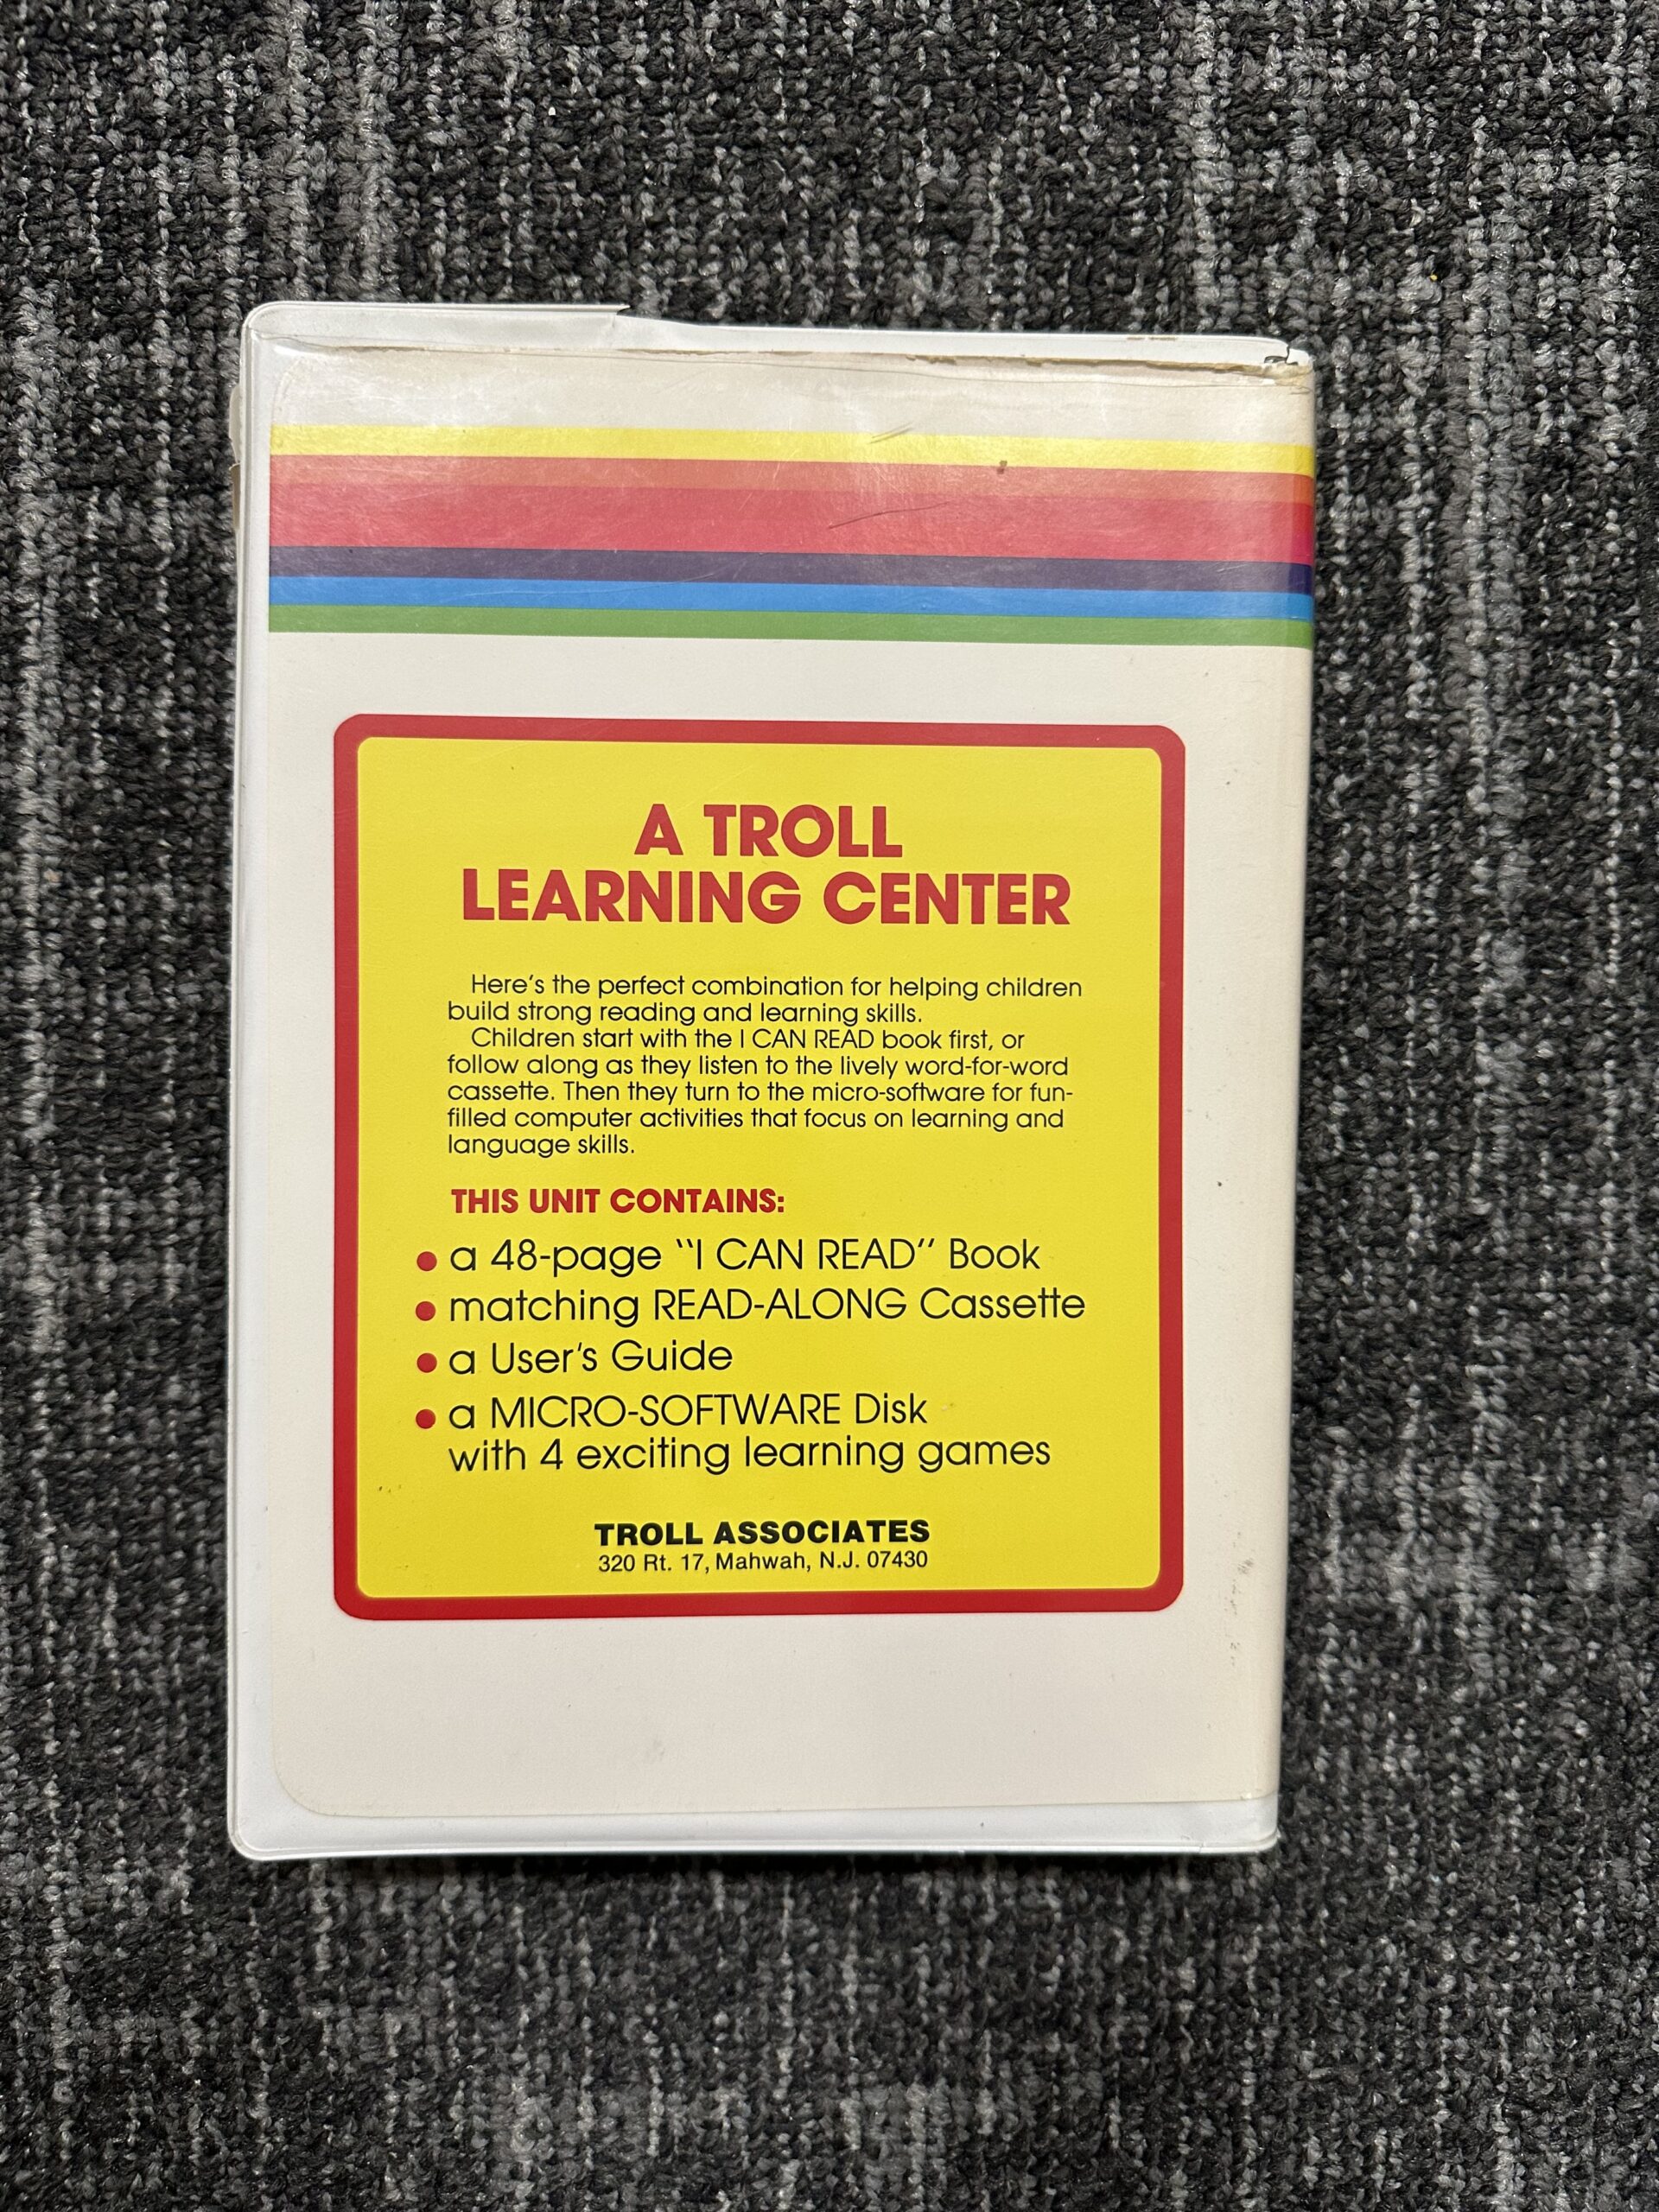 A TROLL
LEARNING CENTER
Here's the perfect combination for helping children
build strong reading and learning skills.
Children start with the I CAN READ book first, or
follow along as they listen to the lively word-for-word
cassette. Then they turn to the micro-software for fun-
filled computer activities that focus on learning and
language skills.
THIS UNIT CONTAINS:
• a 48-page "I CAN READ" Book
• matching READ-ALONG Cassette
• a User's Guide
• a MICRO-SOFTWARE Disk
with 4 exciting learning games
TROLL ASSOCIATES
320 Rt. 17, Mahwah, N.J. 07430